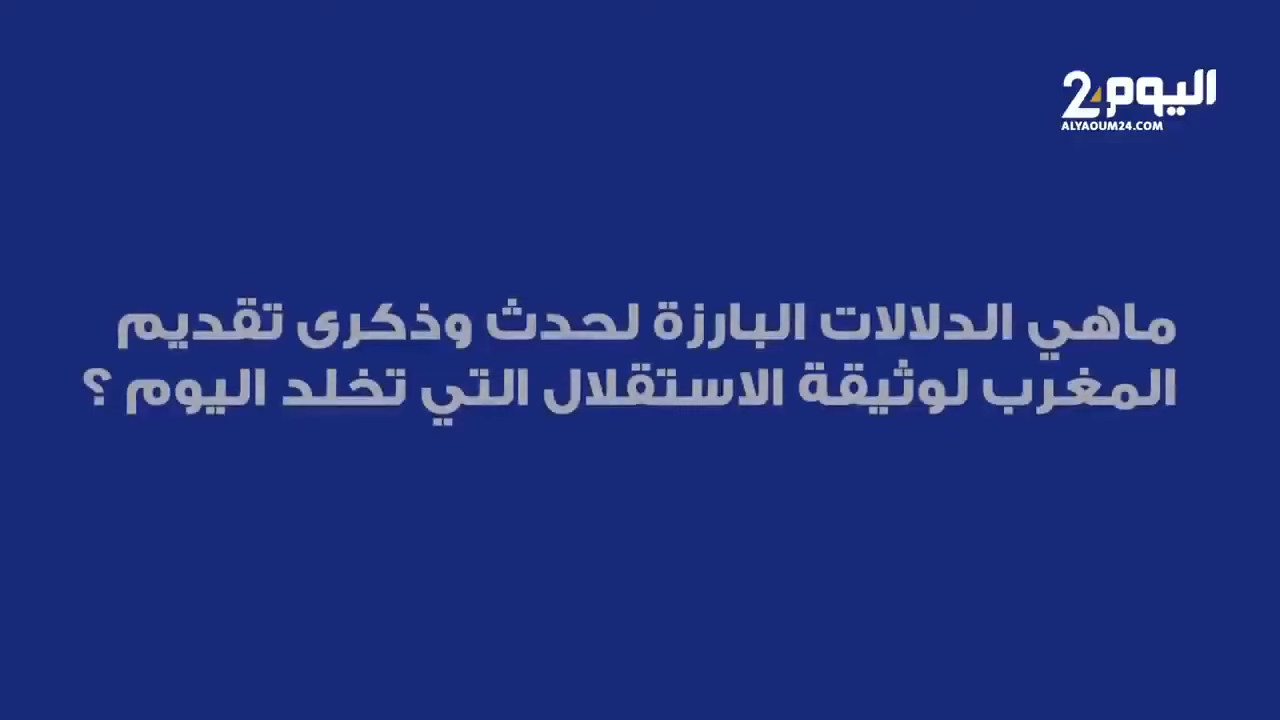 اليوم24
ALYAOUM24.COM
ماهي الدلالات البارزة لحدث وذكرى تقديم
المغرب لوثيقة الاستقلال التي تخلد اليوم ؟